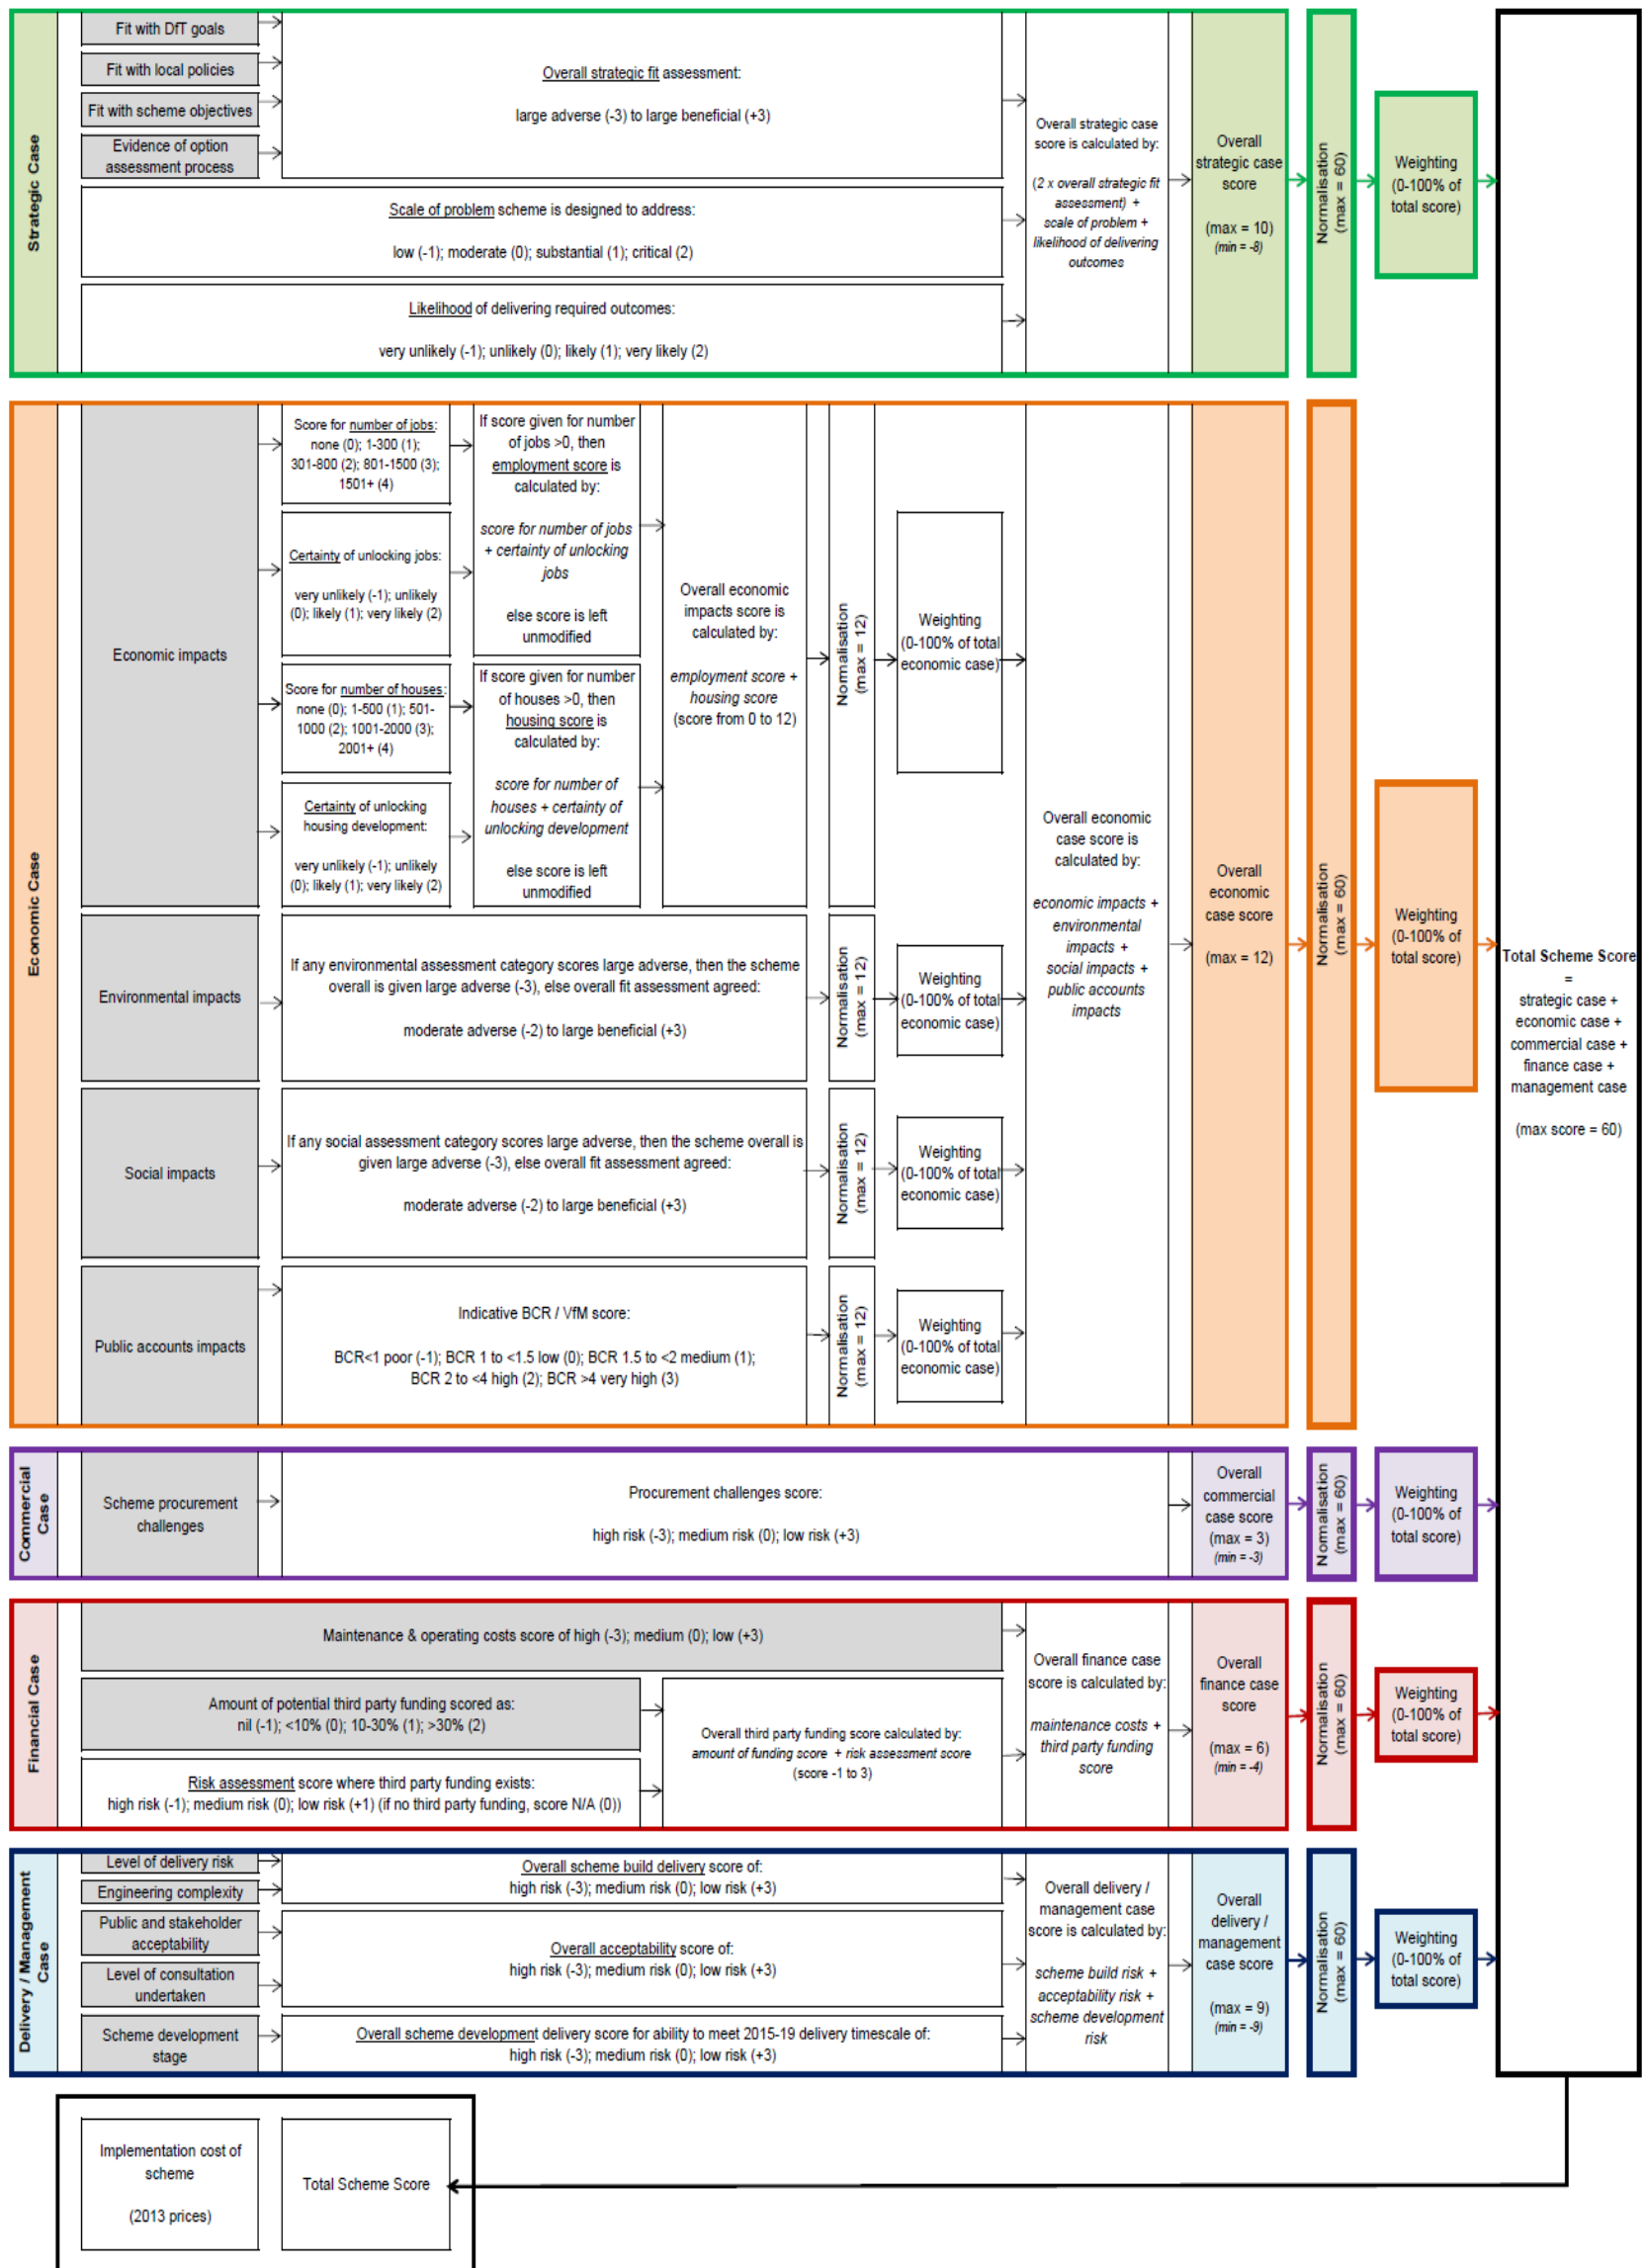 Strategic Case
Fit with DfT goals
Fit with local policies
Fit with scheme objectives
Evidence of option
assessment process
Overall strategic fit assessment:
large adverse (-3) to large beneficial (+3)
Scale of problem scheme is designed to address:
low (-1); moderate (0); substantial (1); critical (2)
Likelihood of delivering required outcomes:
very unlikely (-1); unlikely (0); likely (1); very likely (2)
Overall strategic case
score is calculated by:
(2 x overall strategic fit
assessment) +
scale of problem +
likelihood of delivering
outcomes
Overall
strategic case
score
(max = 10)
(min = -8)
Normalisation
(max = 60)
Weighting
(0-100% of
total score)
Economic Case
Economic impacts
Score for number of jobs:
none (0); 1-300 (1);
301-800 (2); 801-1500 (3);
1501+ (4)
Certainty of unlocking jobs:
very unlikely (-1); unlikely
(0); likely (1); very likely (2)
If score given for number
of jobs >0, then
employment score is
calculated by:
score for number of jobs
+ certainty of unlocking
jobs
else score is left
unmodified
Score for number of houses:
none (0); 1-500 (1); 501-
1000 (2); 1001-2000 (3);
2001+ (4)
Certainty of unlocking
housing development:
very unlikely (-1); unlikely
(0); likely (1); very likely (2)
If score given for number
of houses >0, then
housing score is
calculated by:
score for number of
houses + certainty of
unlocking development
else score is left
unmodified
Overall economic
impacts score is
calculated by:
employment score +
housing score
(score from 0 to 12)
Normalisation
(max = 12)
Weighting
(0-100% of total
economic case)
Environmental impacts
If any environmental assessment category scores large adverse, then the scheme
overall is given large adverse (-3), else overall fit assessment agreed:
moderate adverse (-2) to large beneficial (+3)
Normalisation
(max = 12)
Weighting
(0-100% of total
economic case)
Social impacts
If any social assessment category scores large adverse, then the scheme overall is
given large adverse (-3), else overall fit assessment agreed:
moderate adverse (-2) to large beneficial (+3)
Normalisation
(max = 12)
Weighting
(0-100% of total
economic case)
Public accounts impacts
Indicative BCR / VfM score:
BCR<1 poor (-1); BCR 1 to <1.5 low (0); BCR 1.5 to <2 medium (1);
BCR 2 to <4 high (2); BCR >4 very high (3)
Normalisation
(max = 12)
Weighting
(0-100% of total
economic case)
Overall economic
case score is
calculated by:
economic impacts +
environmental
impacts +
social impacts +
public accounts
impacts
Overall
economic
case score
(max = 12)
Normalisation
(max = 60)
Weighting
(0-100% of
total score)
Total Scheme Score
=
strategic case +
economic case +
commercial case +
finance case +
management case
(max score = 60)
Commercial
Case
Scheme procurement
challenges
Procurement challenges score:
high risk (-3); medium risk (0); low risk (+3)
Overall
commercial
case score
(max = 3)
(min = -3)
Normalisation
(max = 60)
Weighting
(0-100% of
total score)
Financial Case
Maintenance & operating costs score of high (-3); medium (0); low (+3)
Amount of potential third party funding scored as:
nil (-1); <10% (0); 10-30% (1); >30% (2)
Risk assessment score where third party funding exists:
high risk (-1); medium risk (0); low risk (+1) (if no third party funding, score N/A (0))
Overall third party funding score calculated by:
amount of funding score + risk assessment score
(score -1 to 3)
Overall finance case
score is calculated by:
maintenance costs +
third party funding
score
Overall
finance case
score
(max = 6)
(min = -4)
Normalisation
(max = 60)
Weighting
(0-100% of
total score)
Delivery / Management
Case
Level of delivery risk
Engineering complexity
Public and stakeholder
acceptability
Level of consultation
undertaken
Scheme development
stage
Overall scheme build delivery score of:
high risk (-3); medium risk (0); low risk (+3)
Overall acceptability score of:
high risk (-3); medium risk (0); low risk (+3)
Overall scheme development delivery score for ability to meet 2015-19 delivery timescale of:
high risk (-3); medium risk (0); low risk (+3)
Overall delivery /
management case
score is calculated by:
scheme build risk +
acceptability risk +
scheme development
risk
Overall
delivery /
management
case score
(max = 9)
(min = -9)
Normalisation
(max = 60)
Weighting
(0-100% of
total score)
Implementation cost of
scheme
(2013 prices)
Total Scheme Score